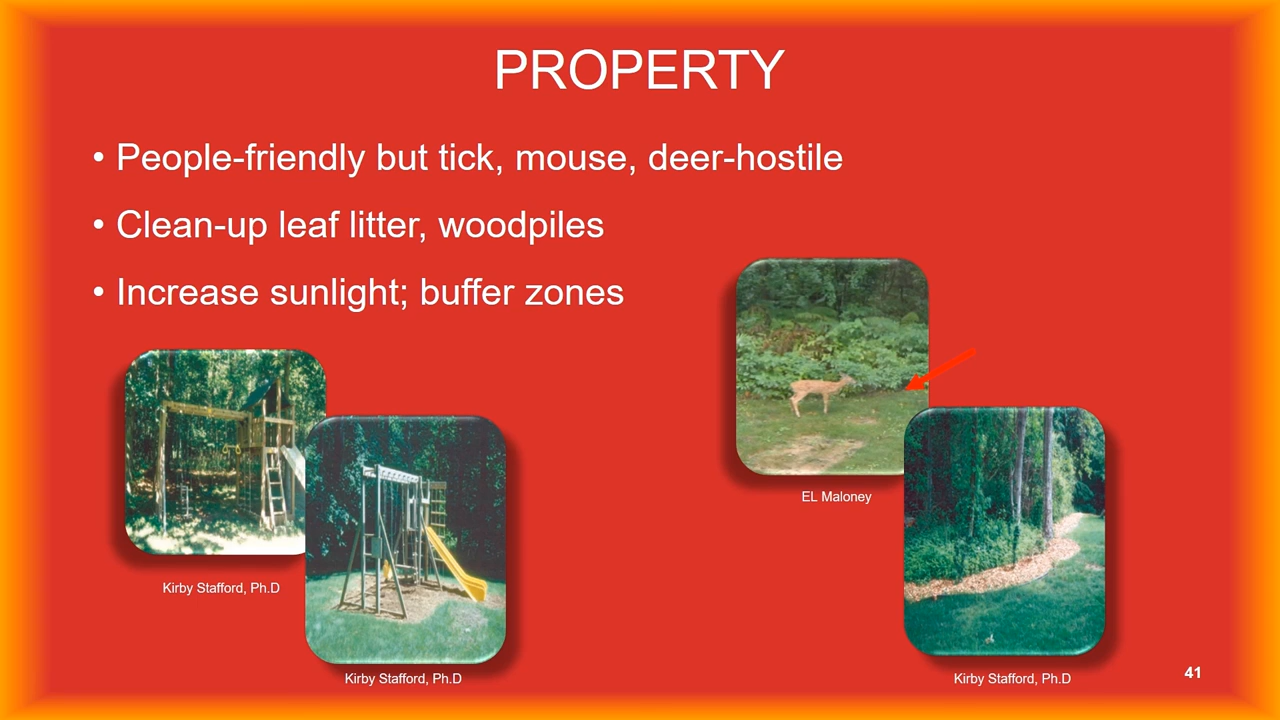 PROPERTY
• People-friendly but tick, mouse, deer-hostile
• Clean-up leaf litter, woodpiles
• Increase sunlight; buffer zones
EL Maloney
Kirby Stafford, Ph.D
Kirby Stafford, Ph.D
Kirby Stafford, Ph.D
41